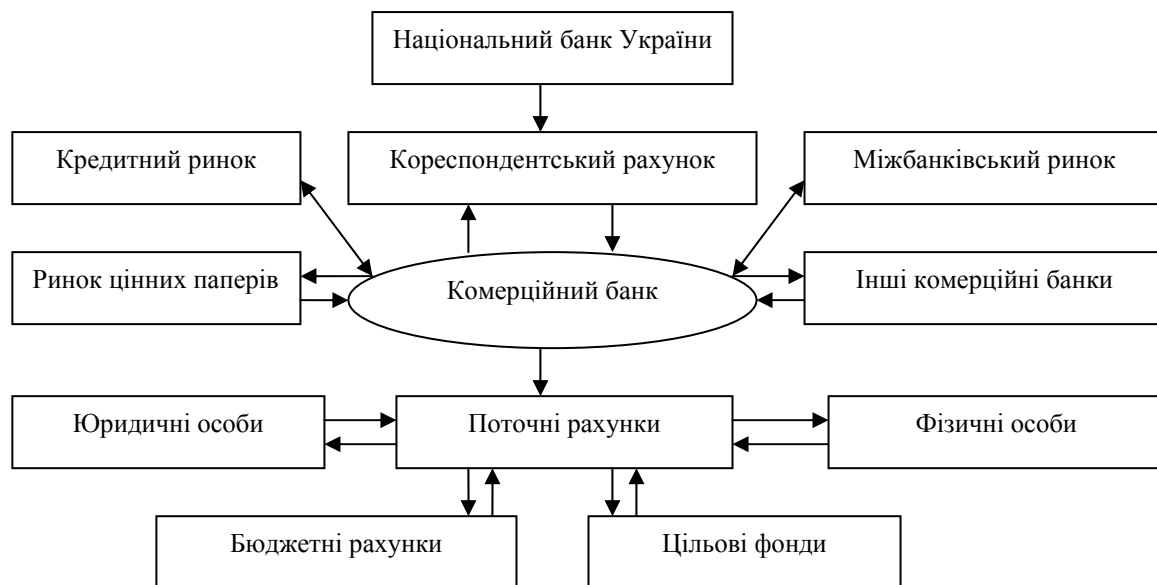 Національний банк України
Кредитний ринок
Кореспондентський рахунок
Міжбанківський ринок
Ринок цінних паперів
Комерційний банк
Інші комерційні банки
Юридичні особи
Поточні рахунки
Фізичні особи
Бюджетні рахунки
Цільові фонди